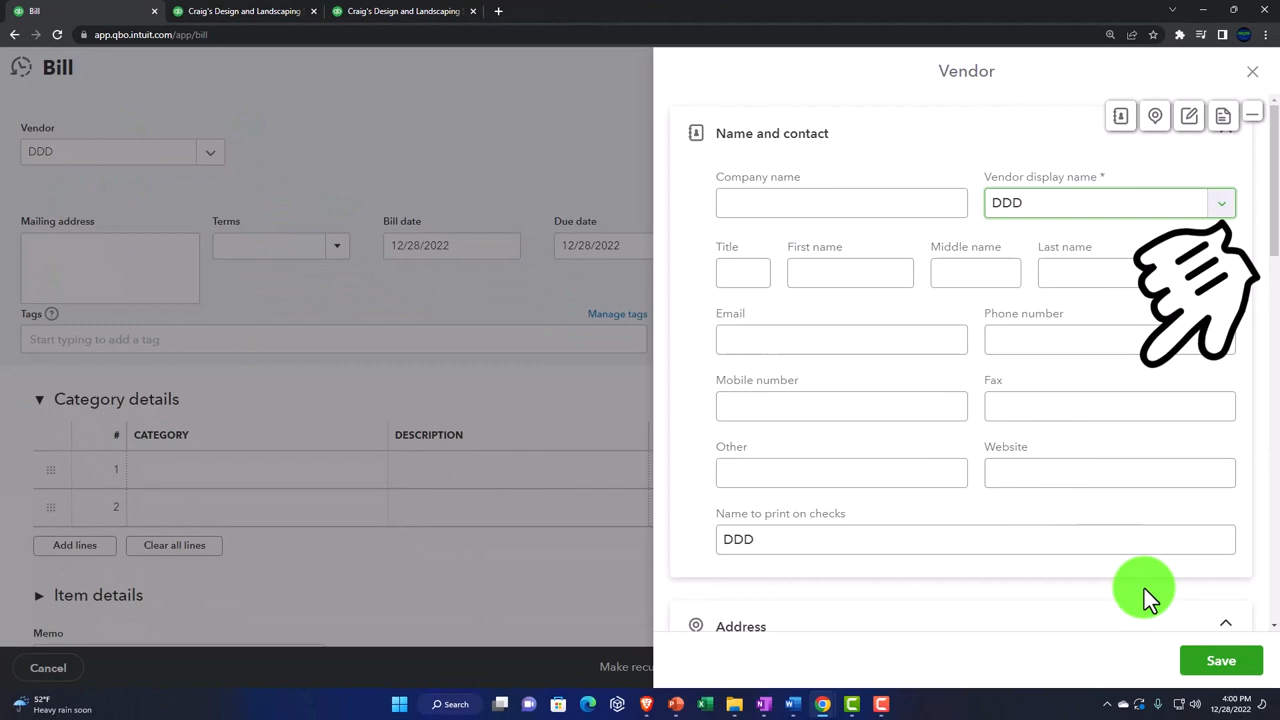 Bill
Craig's Design and Landscaping
Craig's Design and Landscaping
app.qbo.intuit.com/app/bill
Bill
Vendor
DDD
Mailing address
Terms
Bill date
Due date
12/28/2022
12/28/2022
Tags
Manage tags
Start typing to add a tag
Category details
# CATEGORY DESCRIPTION
1
2
Add lines
Clear all lines
Item details
Memo
Cancel
Make recu
Vendor
Name and contact
Company name
Vendor display name *
DDD
Title
First name
Middle name
Last name
Email
Phone number
Mobile number
Fax
Other
Website
Name to print on checks
DDD
Address
Save
52°F
Heavy rain soon
Search
4:00 PM
12/28/2022